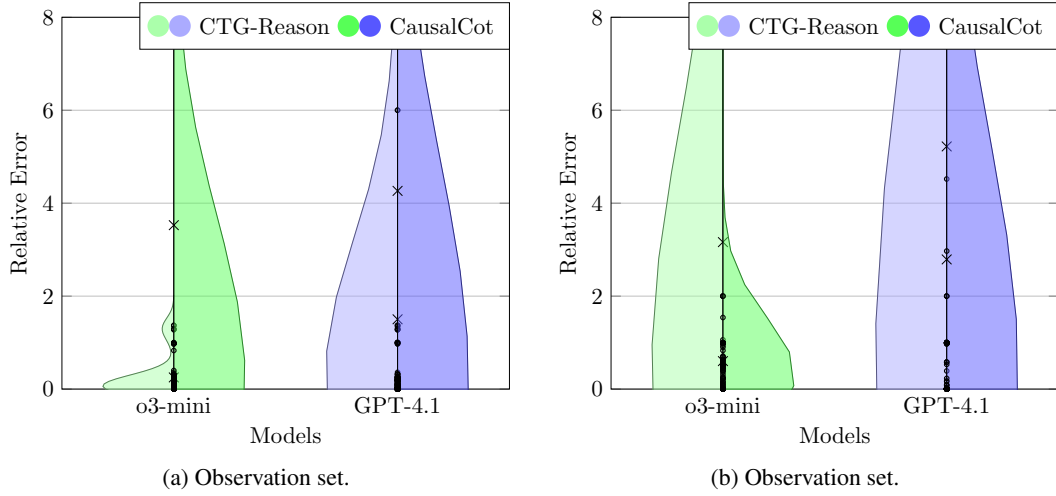 8
6
4
2
0
Relative Error
CTG-Reason CausalCot
o3-mini GPT-4.1
Models
(a) Observation set.
8
6
4
2
0
Relative Error
CTG-Reason CausalCot
o3-mini GPT-4.1
Models
(b) Observation set.